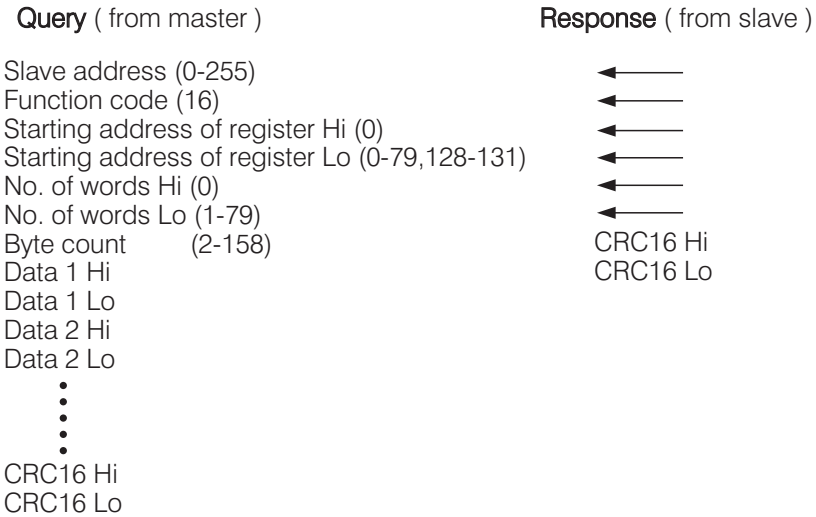 Query ( from master )
Response ( from slave )
Slave address (0-255)
Function code (16)
Starting address of register Hi (0)
Starting address of register Lo (0-79,128-131)
No. of words Hi (0)
No. of words Lo (1-79)
Byte count (2-158)
Data 1 Hi
Data 1 Lo
Data 2 Hi
Data 2 Lo
CRC16 Hi
CRC16 Lo
CRC16 Hi
CRC16 Lo